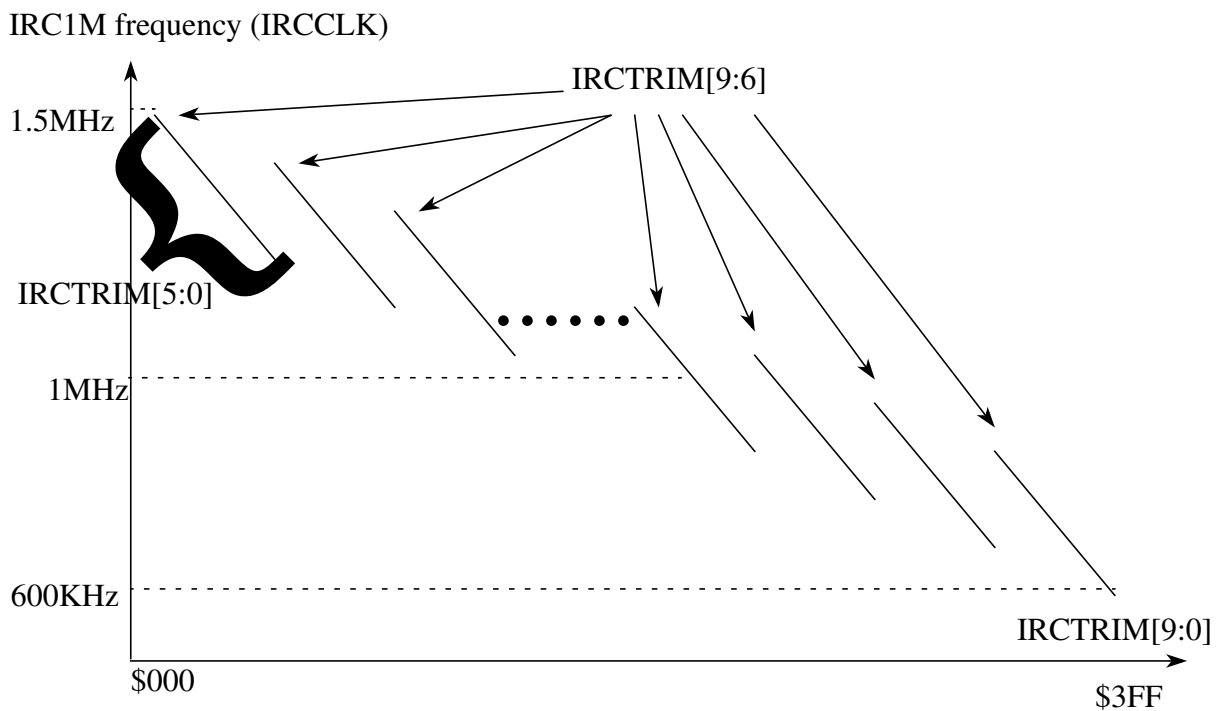 IRC1M frequency (IRCCLK)
IRCTRIM[9:6]
1.5MHz
IRCTRIM[5:0]
1MHz
600KHz
IRCTRIM[9:0]
$000
$3FF